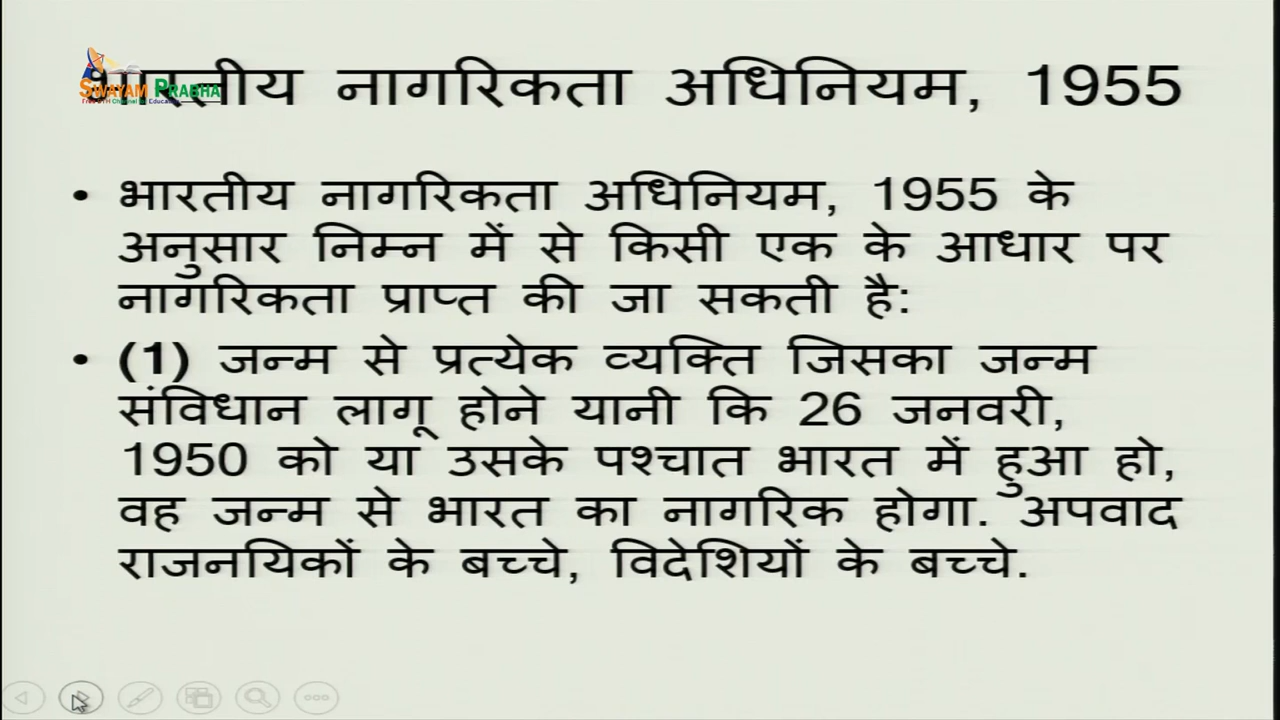 भारतीय नागरिकता अधिनियम, 1955
SWAYAM PRABHA
• भारतीय नागरिकता अधिनियम, 1955 के
अनुसार निम्न में से किसी एक के आधार पर
नागरिकता प्राप्त की जा सकती है:
• (1) जन्म से प्रत्येक व्यक्ति जिसका जन्म
संविधान लागू होने यानी कि 26 जनवरी,
1950 को या उसके पश्चात भारत में हुआ हो,
वह जन्म से भारत का नागरिक होगा. अपवाद
राजनयिकों के बच्चे, विदेशियों के बच्चे.